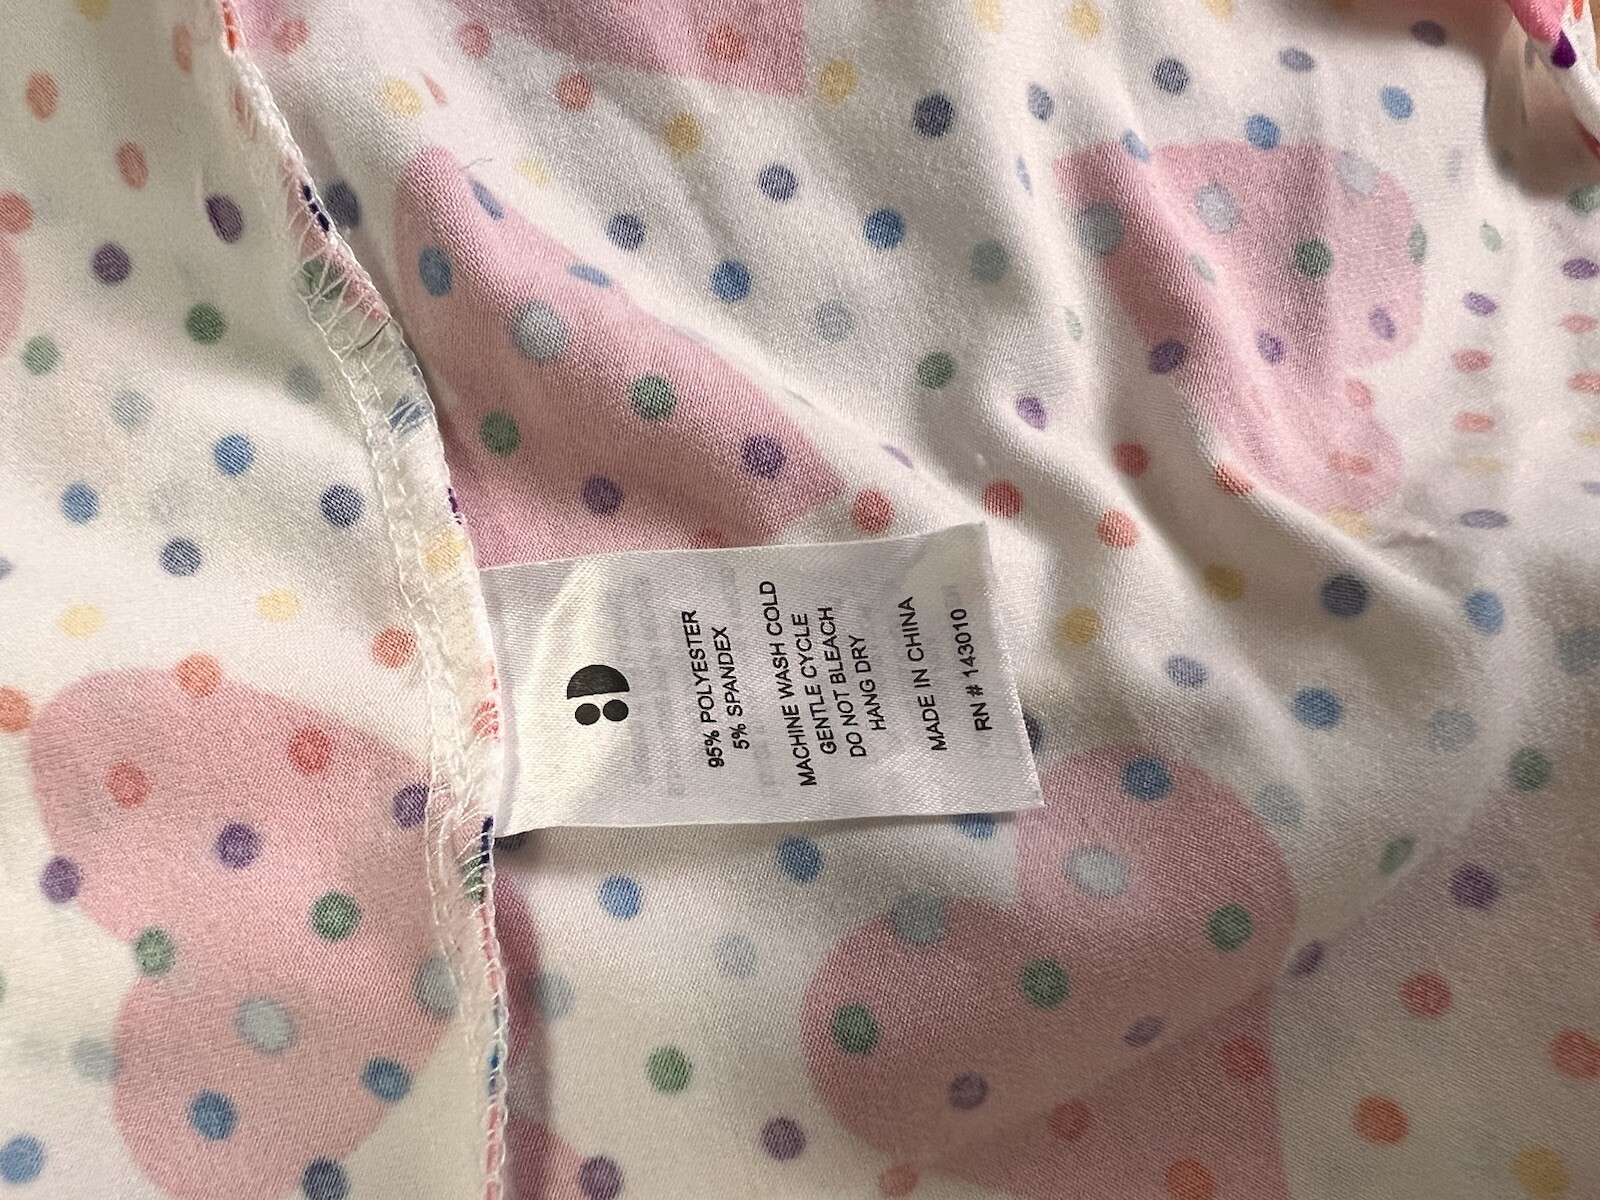 95% POLYESTER
5% SPANDEX
MACHINE WASH COLD
GENTLE CYCLE
DO NOT BLEACH
HANG DRY
MADE IN CHINA
RN # 143010